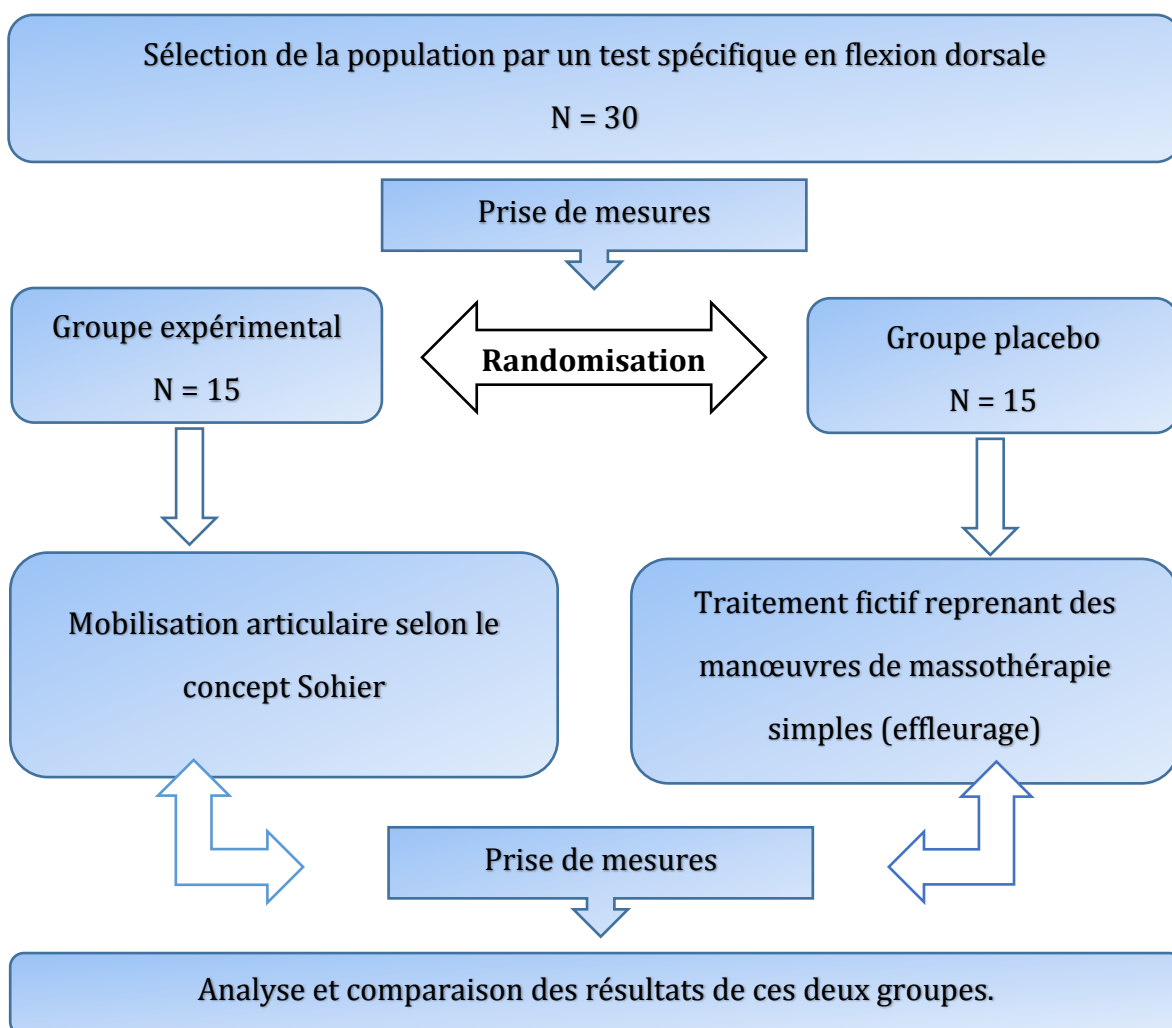 Sélection de la population par un test spécifique en flexion dorsale
N = 30
Prise de mesures
Groupe expérimental
N = 15
Randomisation
Groupe placebo
N = 15
Mobilisation articulaire selon le
concept Sohier
Traitement fictif reprenant des
manœuvres de massothérapie
simples (effleurage)
Prise de mesures
Analyse et comparaison des résultats de ces deux groupes.